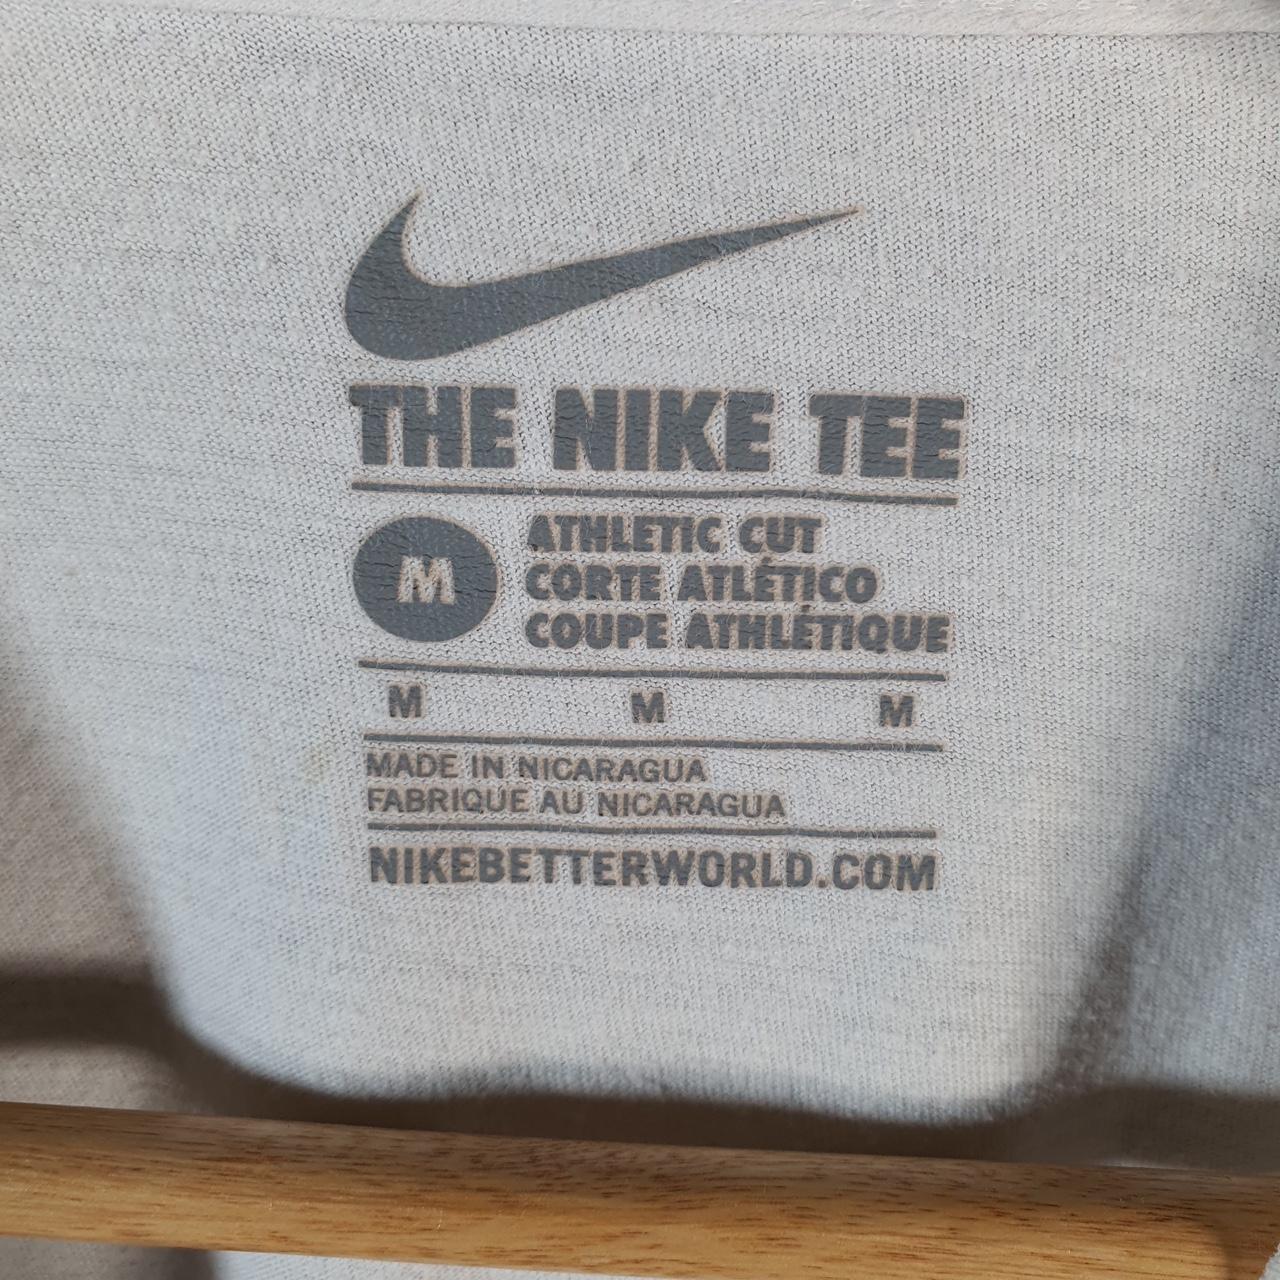 THE NIKE TEE
M
ATHLETIC CUT
CORTE ATLÉTICO
COUPE ATHLÉTIQUE
M M M
MADE IN NICARAGUA
FABRIQUE AU NICARAGUA
NIKEBETTERWORLD.COM